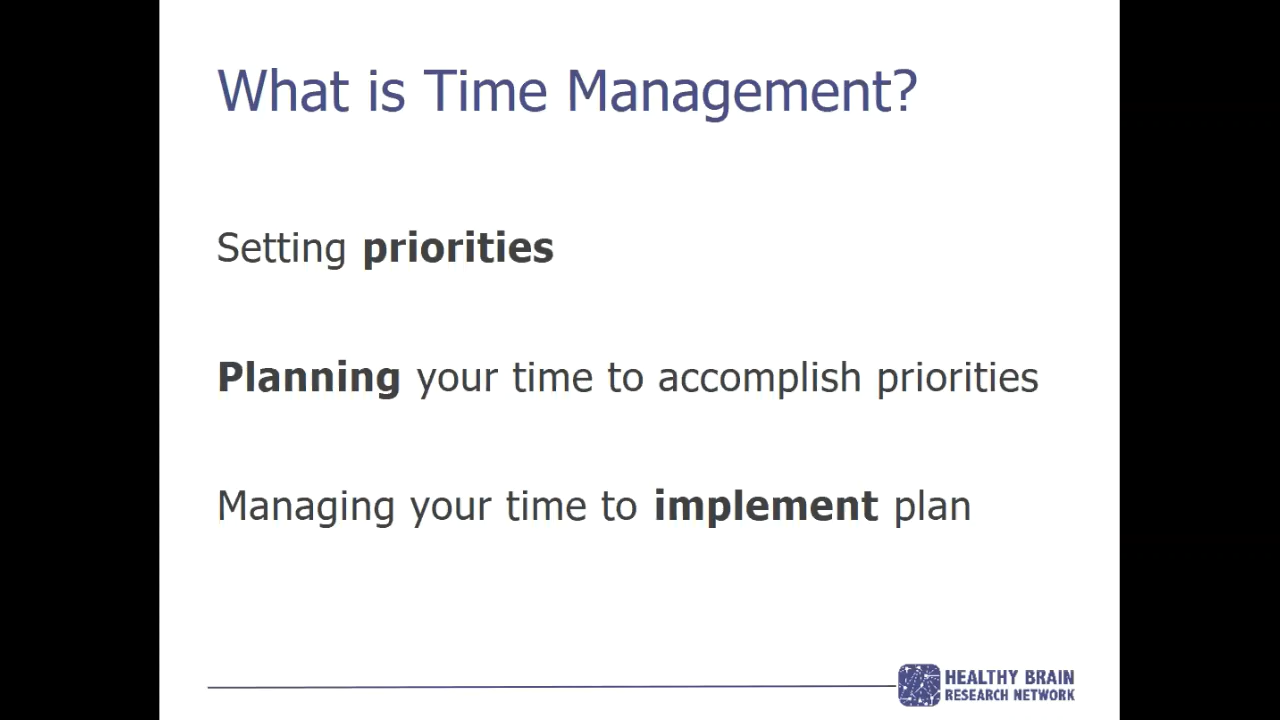 What is Time Management?
Setting priorities
Planning your time to accomplish priorities
Managing your time to implement plan
HEALTHY BRAIN
RESEARCH NETWORK